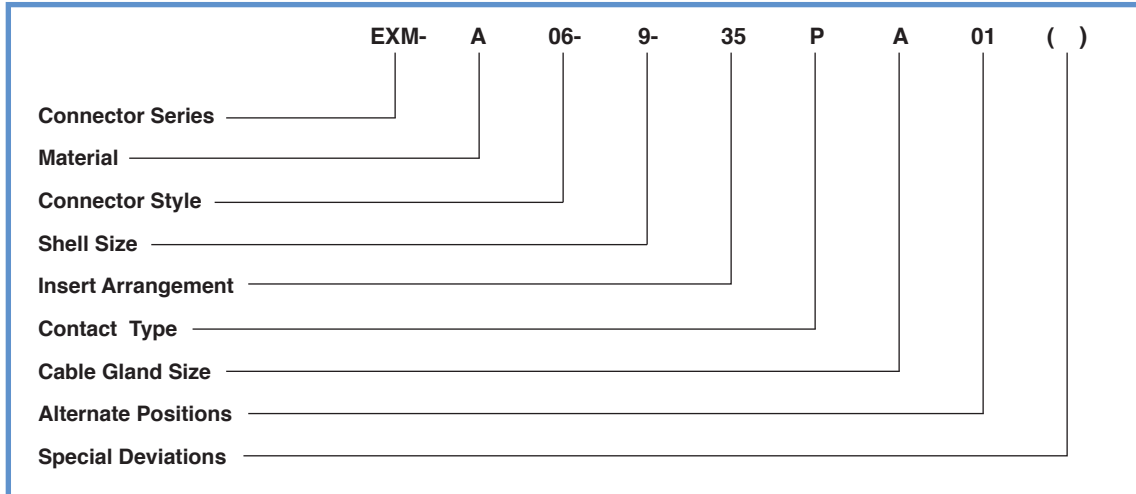 EXM- A 06- 9- 35 P A 01 ( )
Connector Series
Material
Connector Style
Shell Size
Insert Arrangement
Contact Type
Cable Gland Size
Alternate Positions
Special Deviations